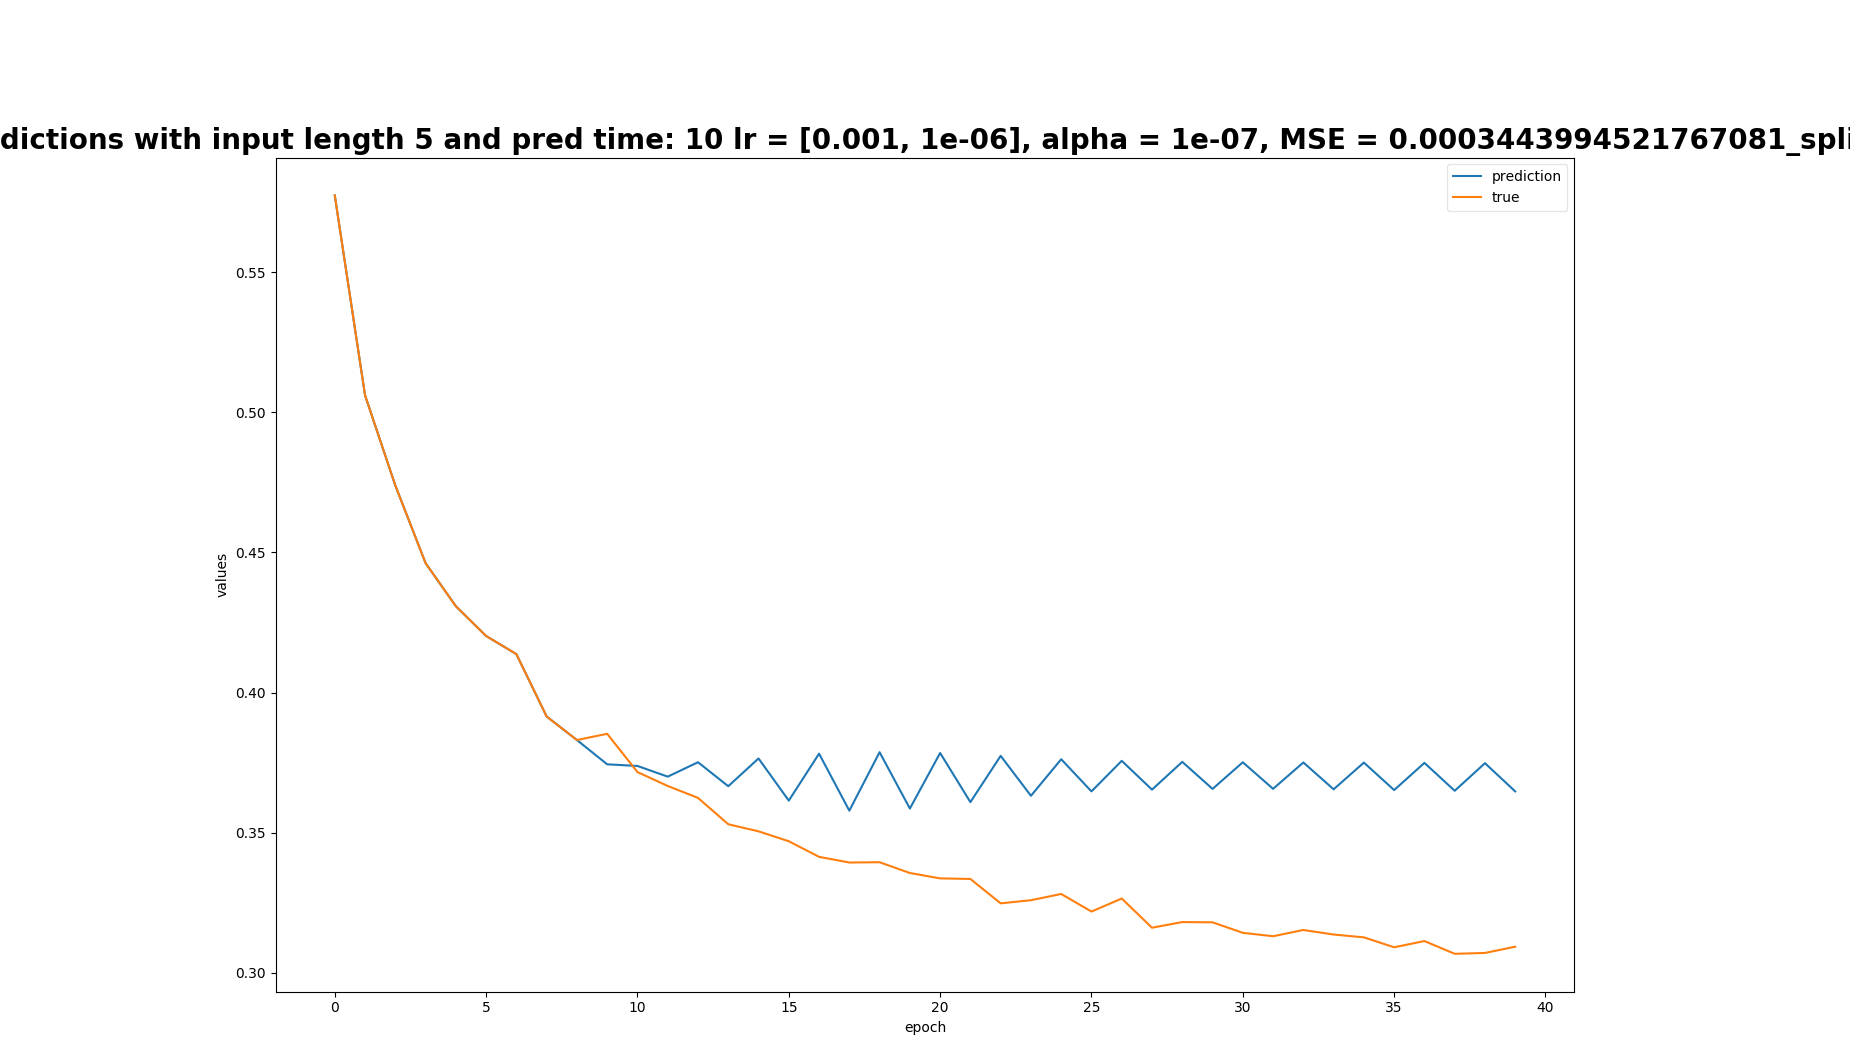 dictions with input length 5 and pred time: 10 lr = [0.001, 1e-06], alpha = 1e-07, MSE = 0.0003443994521767081_spli
prediction
true
0.55
0.50
0.45
0.40
0.35
0.30
values
0 5 10 15 20 25 30 35 40
epoch